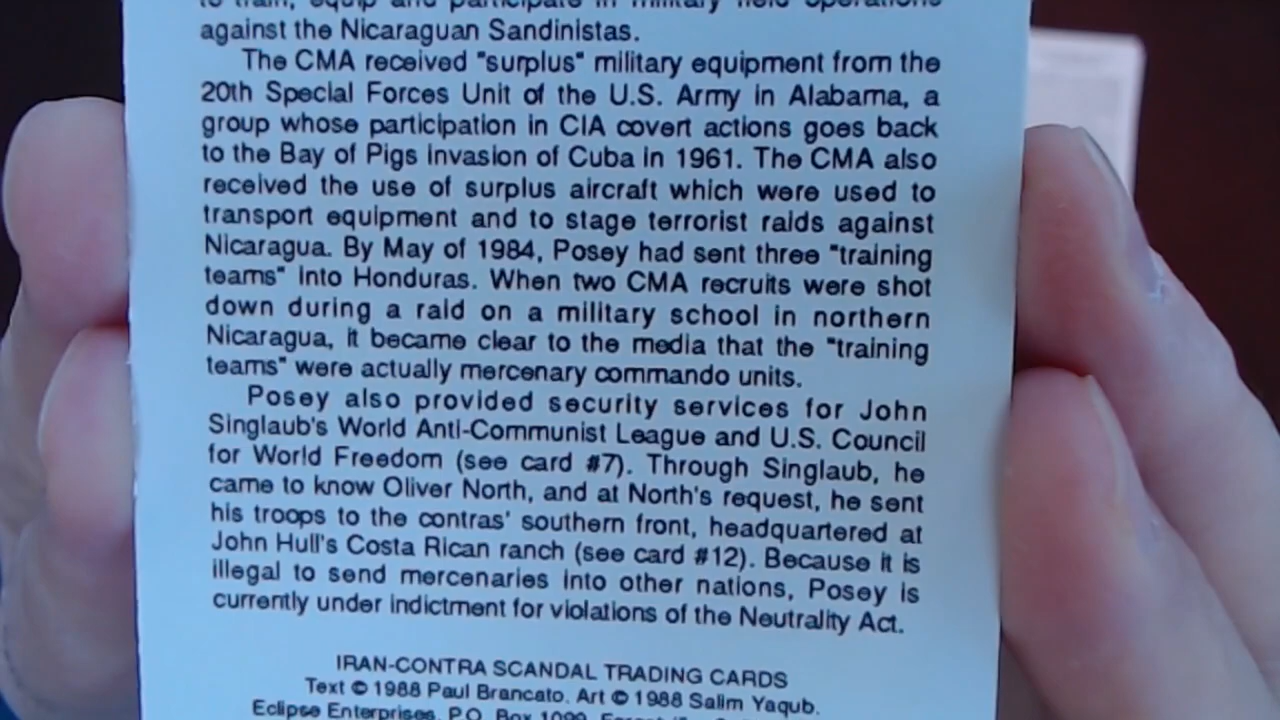 to train, equip and participate in military field operations
against the Nicaraguan Sandinistas.
The CMA received "surplus" military equipment from the
20th Special Forces Unit of the U.S. Army in Alabama, a
group whose participation in CIA covert actions goes back
to the Bay of Pigs invasion of Cuba in 1961. The CMA also
received the use of surplus aircraft which were used to
transport equipment and to stage terrorist raids against
Nicaragua. By May of 1984, Posey had sent three "training
teams" into Honduras. When two CMA recruits were shot
down during a raid on a military school in northern
Nicaragua, it became clear to the media that the "training
teams" were actually mercenary commando units.
Posey also provided security services for John
Singlaub's World Anti-Communist League and U.S. Council
for World Freedom (see card #7). Through Singlaub, he
came to know Oliver North, and at North's request, he sent
his troops to the contras' southern front, headquartered at
John Hull's Costa Rican ranch (see card #12). Because it is
illegal to send mercenaries into other nations, Posey is
currently under indictment for violations of the Neutrality Act.
IRAN-CONTRA SCANDAL TRADING CARDS
Text © 1988 Paul Brancato. Art © 1988 Salim Yaqub.
Eclipse Enterprises, P.O. Box 1099,